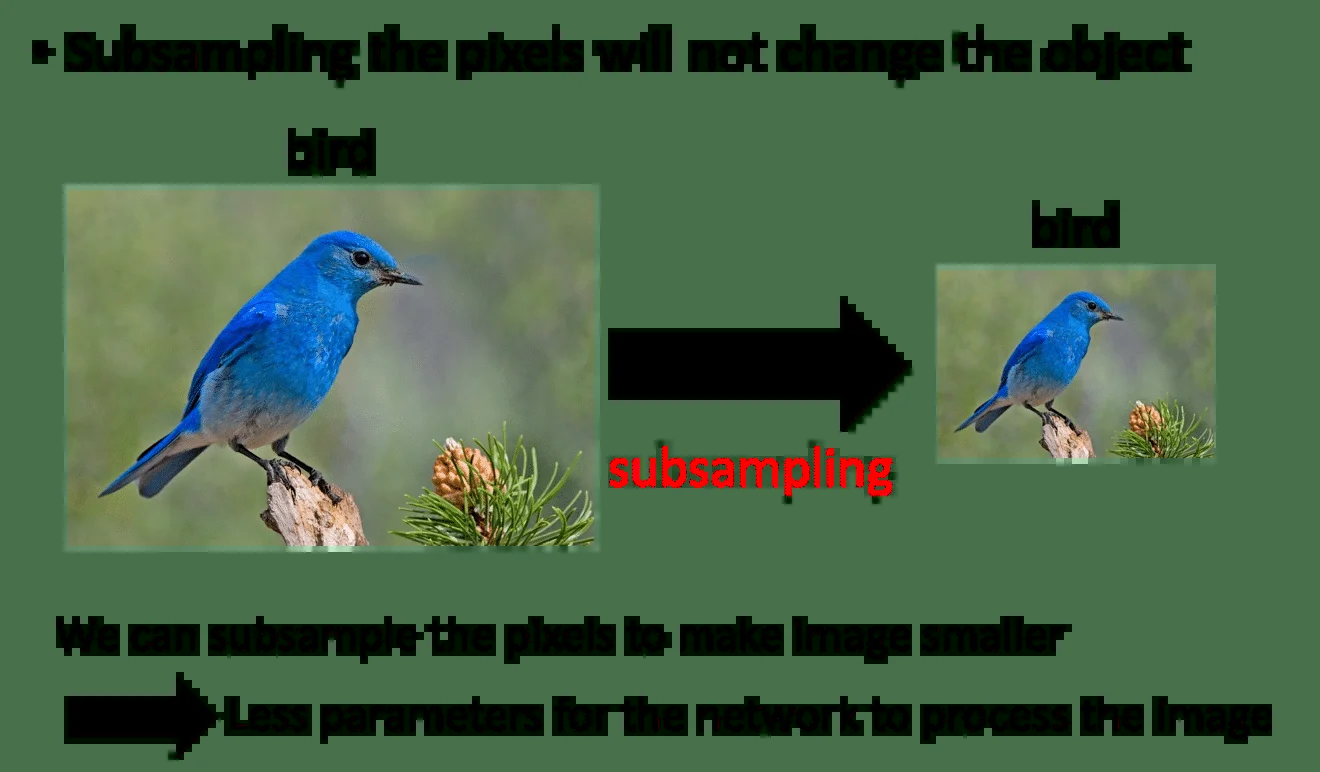 • Subsampling the pixels will not change the object
bird
bird
subsampling
We can subsample the pixels to make image smaller
Less parameters for the network to process the image